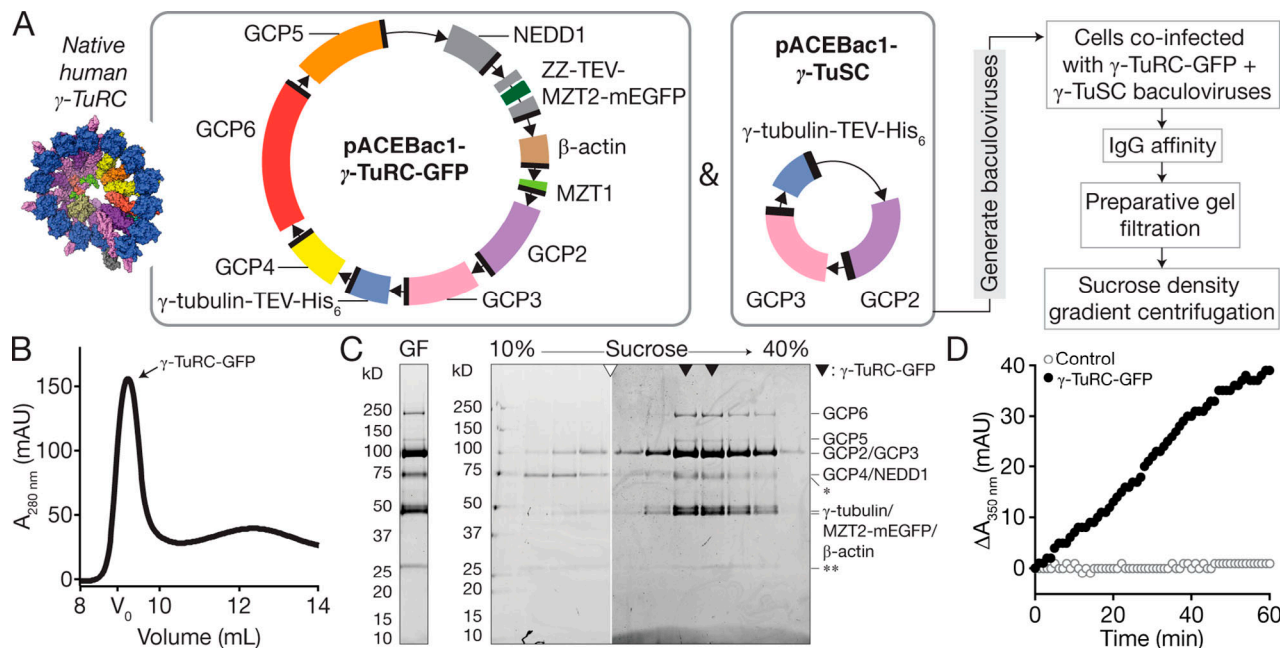 A
Native
human
γ-TuRC
GCP5
NEDD1
ZZ-TEV-
MZT2-mEGFP
GCP6
pACEBac1-
γ-TuRC-GFP
β-actin
MZT1
GCP2
GCP4
γ-tubulin-TEV-His6
GCP3
&
pACEBac1-
γ-TuSC
γ-tubulin-TEV-His6
GCP3
GCP2
Generate baculoviruses
Cells co-infected
with γ-TuRC-GFP +
γ-TuSC baculoviruses
IgG affinity
Preparative gel
filtration
Sucrose density
gradient centrifugation
B
γ-TuRC-GFP
150
100
50
0
A280 nm (mAU)
8
V0
10
12
14
Volume (mL)
C
GF
kD
250
150
100
75
50
37
25
20
15
10
10%
Sucrose
40%
kD
250
150
100
75
50
37
25
20
15
10
▼: γ-TuRC-GFP
GCP6
GCP5
GCP2/GCP3
GCP4/NEDD1
*
γ-tubulin/
MZT2-mEGFP/
β-actin
**
D
Control
γ-TuRC-GFP
40
30
20
10
0
ΔA350 nm (mAU)
0
20
40
60
Time (min)